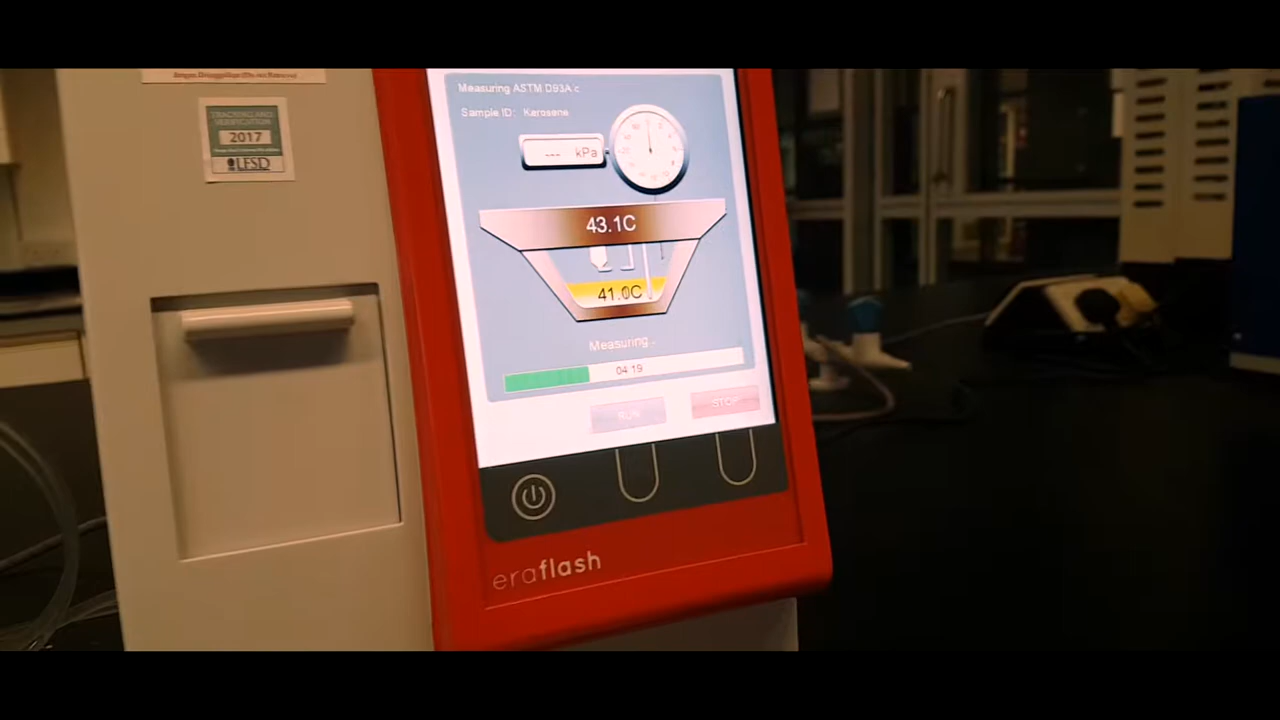 TRACKING AND
VERIFICATION
2017
LFSD
Measuring ASTM D93A c
Sample ID: Kerosene
--- kPa
43.1C
41.0C
Measuring -
04 19
RUN
STOP
eraflash